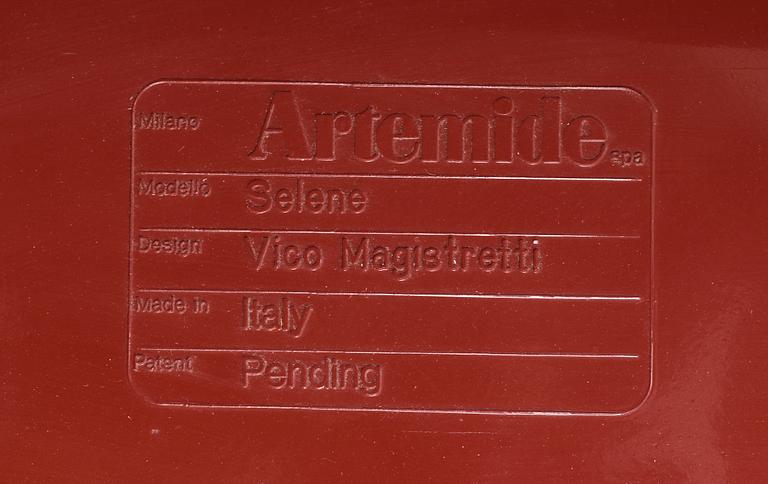 Milano Artemide spa
Modello Selene
Design Vico Magistretti
Made in Italy
Patent Pending